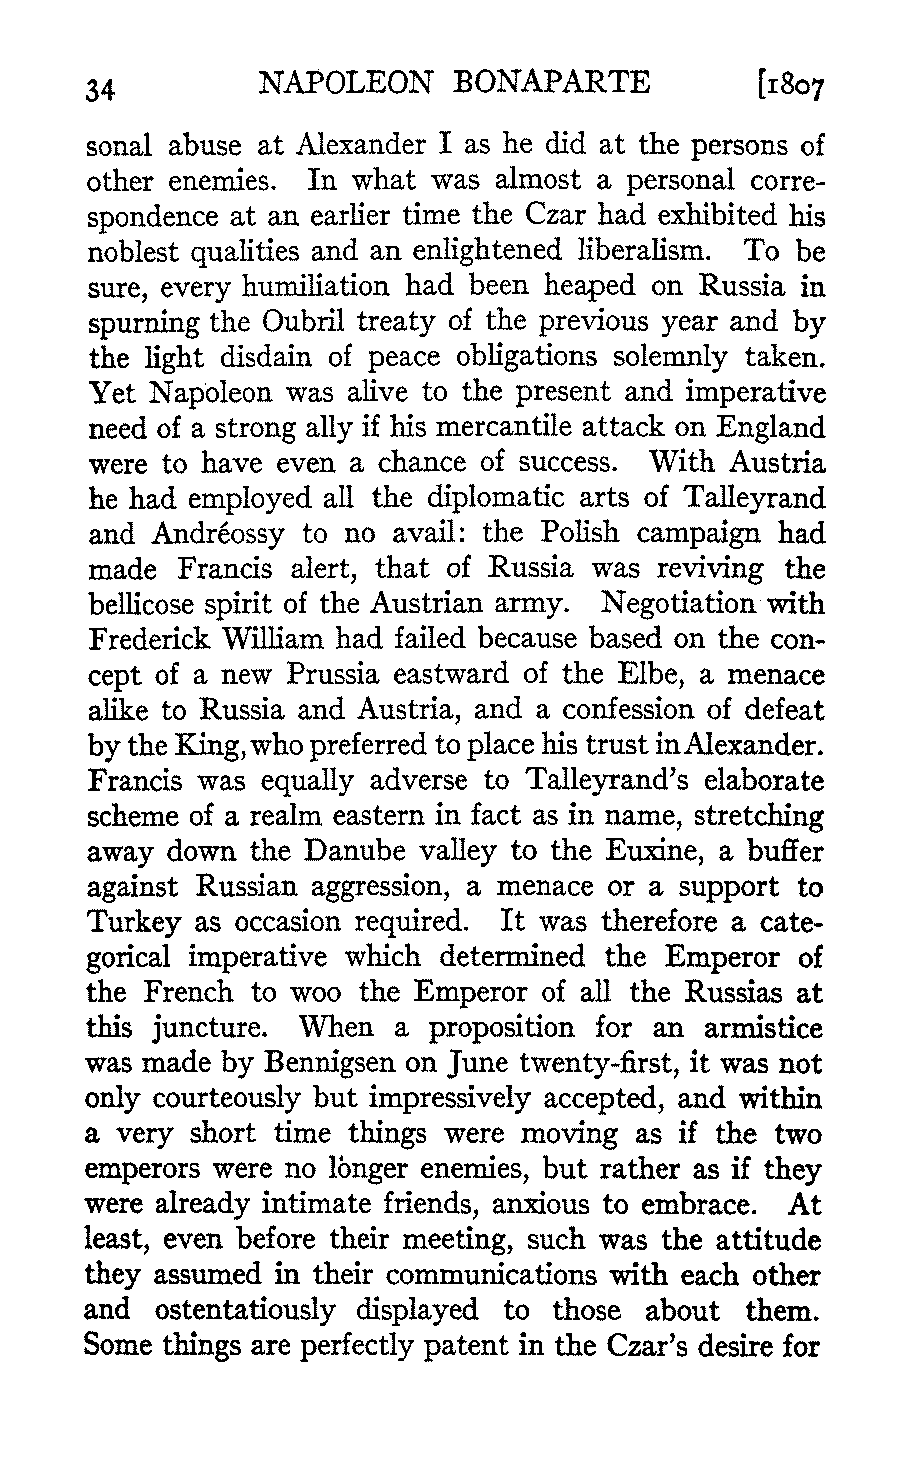 34 NAPOLEON BONAPARTE [1807
sonal abuse at Alexander I as he did at the persons of
other enemies. In what was almost a personal corre-
spondence at an earlier time the Czar had exhibited his
noblest qualities and an enlightened liberalism. To be
sure, every humiliation had been heaped on Russia in
spurning the Oubril treaty of the previous year and by
the light disdain of peace obligations solemnly taken.
Yet Napoleon was alive to the present and imperative
need of a strong ally if his mercantile attack on England
were to have even a chance of success. With Austria
he had employed all the diplomatic arts of Talleyrand
and Andréossy to no avail: the Polish campaign had
made Francis alert, that of Russia was reviving the
bellicose spirit of the Austrian army. Negotiation with
Frederick William had failed because based on the con-
cept of a new Prussia eastward of the Elbe, a menace
alike to Russia and Austria, and a confession of defeat
by the King, who preferred to place his trust in Alexander.
Francis was equally adverse to Talleyrand's elaborate
scheme of a realm eastern in fact as in name, stretching
away down the Danube valley to the Euxine, a buffer
against Russian aggression, a menace or a support to
Turkey as occasion required. It was therefore a cate-
gorical imperative which determined the Emperor of
the French to woo the Emperor of all the Russias at
this juncture. When a proposition for an armistice
was made by Bennigsen on June twenty-first, it was not
only courteously but impressively accepted, and within
a very short time things were moving as if the two
emperors were no longer enemies, but rather as if they
were already intimate friends, anxious to embrace. At
least, even before their meeting, such was the attitude
they assumed in their communications with each other
and ostentatiously displayed to those about them.
Some things are perfectly patent in the Czar's desire for